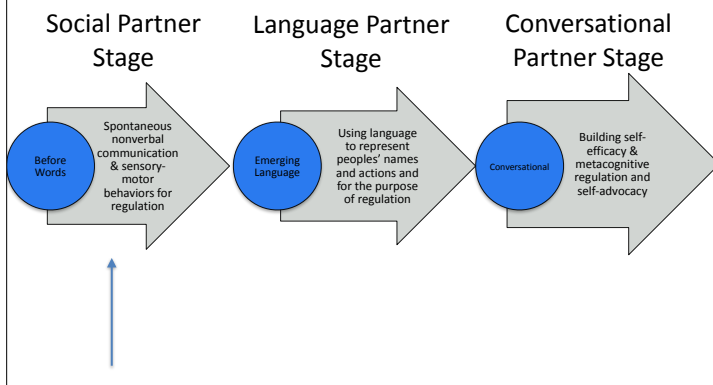 Social Partner
Stage
Language Partner
Stage
Conversational
Partner Stage
Before
Words
Spontaneous
nonverbal
communication
& sensory-
motor
behaviors for
regulation
Emerging
Language
Using language
to represent
peoples' names
and actions and
for the purpose
of regulation
Conversational
Building self-
efficacy &
metacognitive
regulation and
self-advocacy